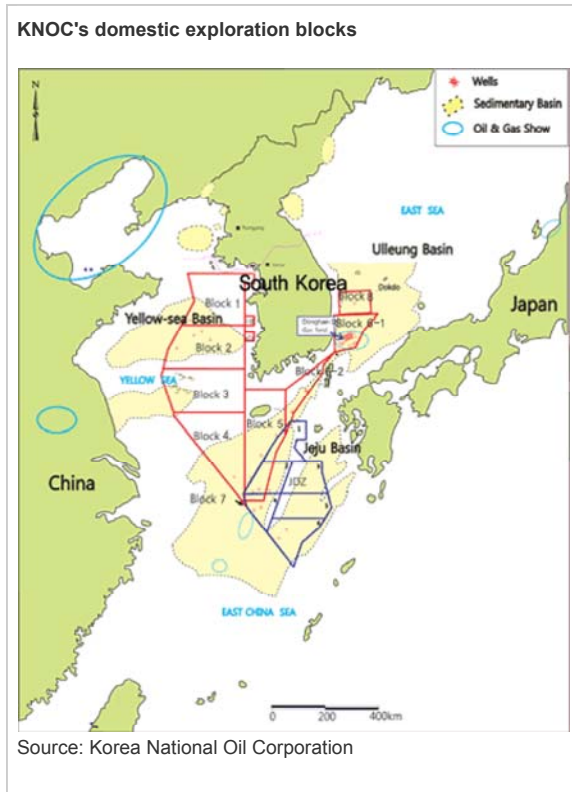 KNOC's domestic exploration blocks
N
Wells
Sedimentary Basin
Oil & Gas Show
EAST SEA
Ulleung Basin
Dokdo
South Korea
Japan
Block 8
Block 1
Yellow-sea Basin
Block 6-1
Block 2
YELLOW SEA
Block 3
Block 4
Block 5
Jeju Basin
China
JDZ
Block 7
EAST CHINA SEA
0 200 400km
Source: Korea National Oil Corporation